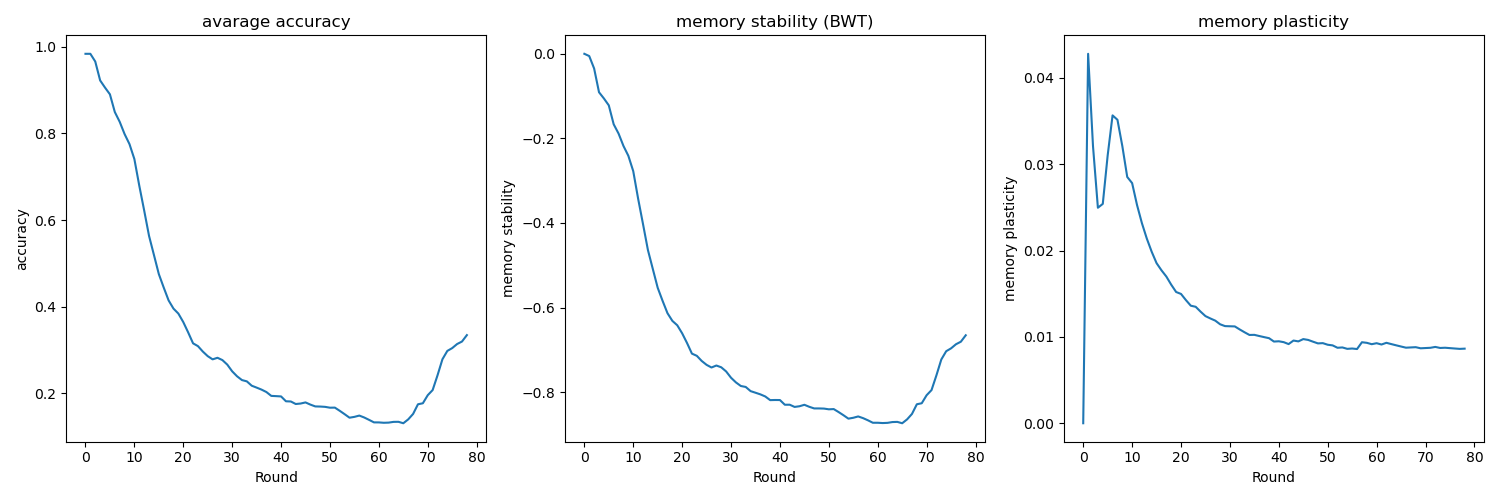 avarage accuracy
accuracy
1.0
0.8
0.6
0.4
0.2
0 10 20 30 40 50 60 70 80
Round
memory stability (BWT)
memory stability
0.0
−0.2
−0.4
−0.6
−0.8
0 10 20 30 40 50 60 70 80
Round
memory plasticity
memory plasticity
0.04
0.03
0.02
0.01
0.00
0 10 20 30 40 50 60 70 80
Round